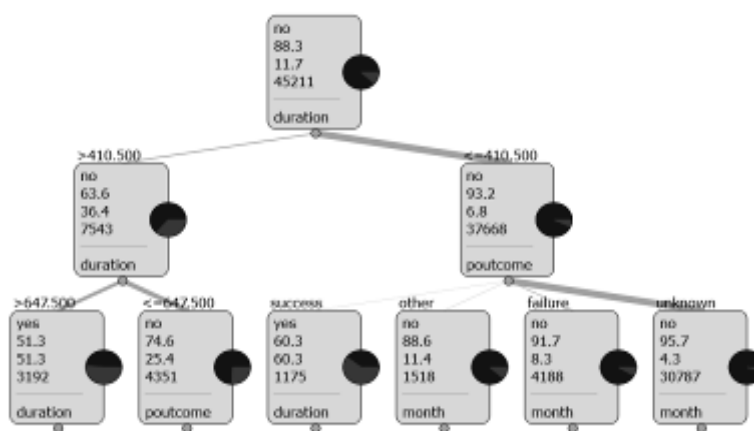 no
88.3
11.7
45211
duration
>410.500
<=410.500
no
63.6
36.4
7543
duration
no
93.2
6.8
37668
poutcome
>647.500
<=647.500
success
other
failure
unknown
yes
51.3
51.3
3192
duration
no
74.6
25.4
4351
poutcome
yes
60.3
60.3
1175
duration
no
88.6
11.4
1518
month
no
91.7
8.3
4188
month
no
95.7
4.3
30787
month